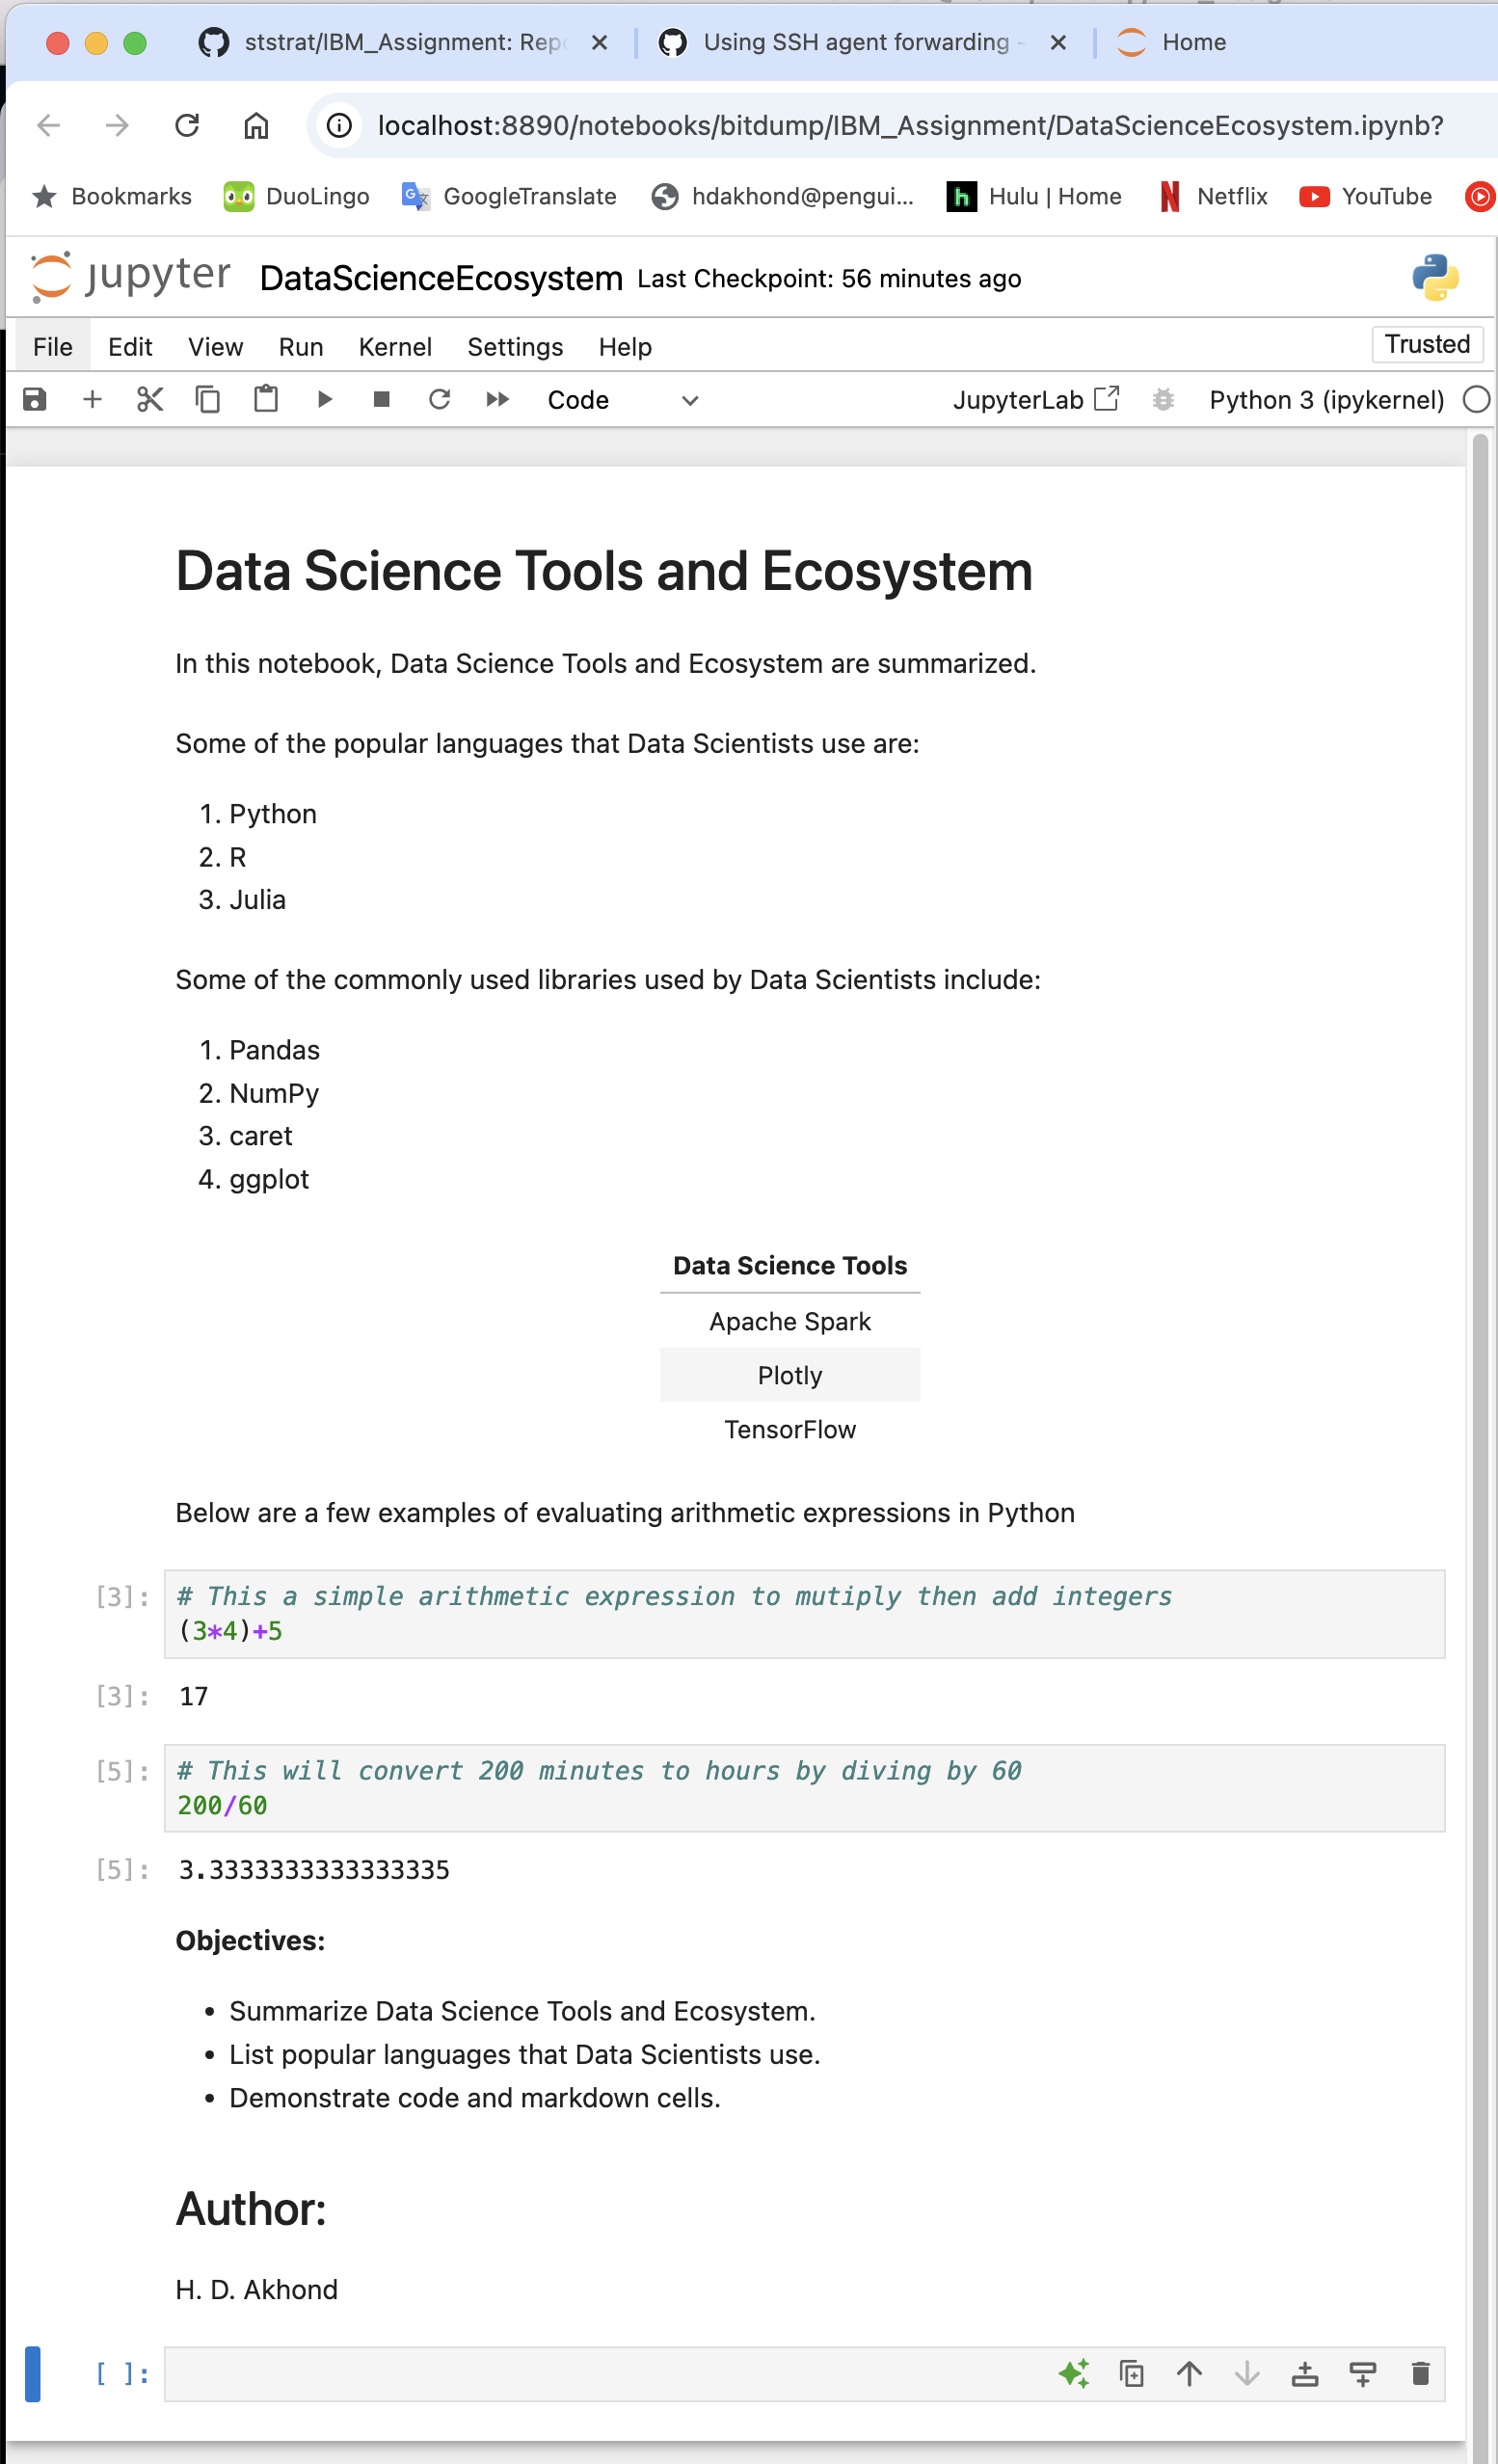 ststrat/IBM_Assignment: Rep
Using SSH agent forwarding -
Home
localhost:8890/notebooks/bitdump/IBM_Assignment/DataScienceEcosystem.ipynb?
Bookmarks DuoLingo GoogleTranslate hdakhond@pengui... Hulu | Home Netflix YouTube
jupyter DataScienceEcosystem Last Checkpoint: 56 minutes ago
File Edit View Run Kernel Settings Help Trusted
Code JupyterLab Python 3 (ipykernel)
Data Science Tools and Ecosystem
In this notebook, Data Science Tools and Ecosystem are summarized.
Some of the popular languages that Data Scientists use are:
1. Python
2. R
3. Julia
Some of the commonly used libraries used by Data Scientists include:
1. Pandas
2. NumPy
3. caret
4. ggplot
Data Science Tools
Apache Spark
Plotly
TensorFlow
Below are a few examples of evaluating arithmetic expressions in Python
[3]: # This a simple arithmetic expression to mutiply then add integers
(3*4)+5
[3]: 17
[5]: # This will convert 200 minutes to hours by diving by 60
200/60
[5]: 3.3333333333333335
Objectives:
• Summarize Data Science Tools and Ecosystem.
• List popular languages that Data Scientists use.
• Demonstrate code and markdown cells.
Author:
H. D. Akhond
[ ]: